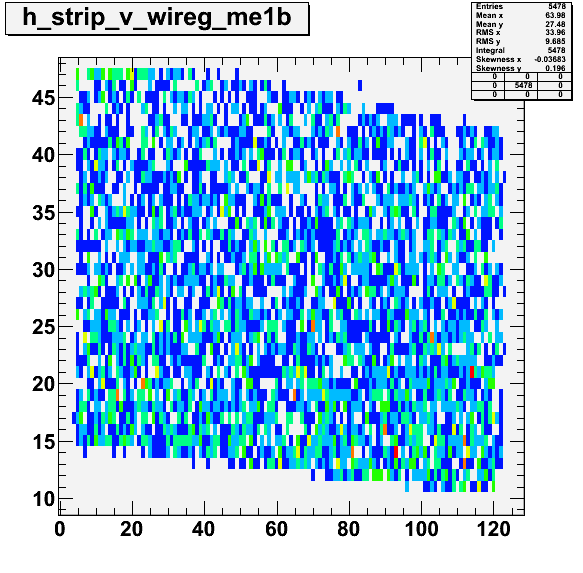 h_strip_v_wireg_me1b
Entries 5478
Mean x 63.98
Mean y 27.48
RMS x 33.96
RMS y 9.685
Integral 5478
Skewness x -0.03683
Skewness y 0.196
0 0 0
0 5478 0
0 0 0
45
40
35
30
25
20
15
10
0 20 40 60 80 100 120